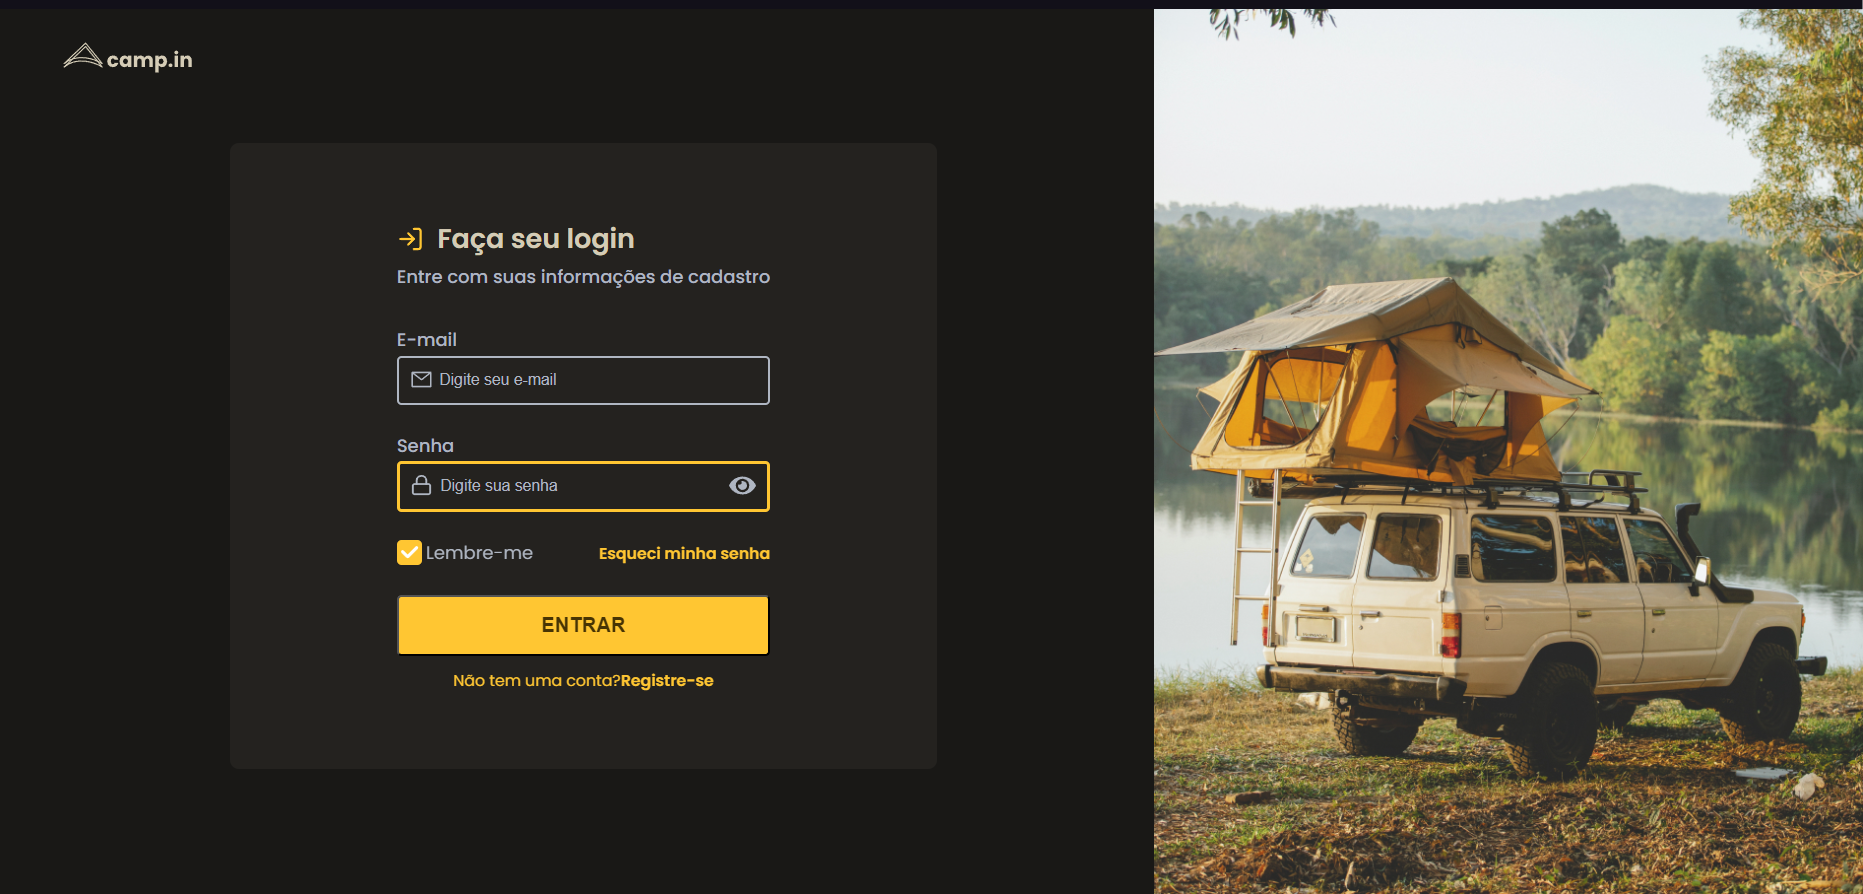 camp.in
Faça seu login
Entre com suas informações de cadastro
E-mail
Digite seu e-mail
Senha
Digite sua senha
Lembre-me
Esqueci minha senha
ENTRAR
Não tem uma conta?Registre-se